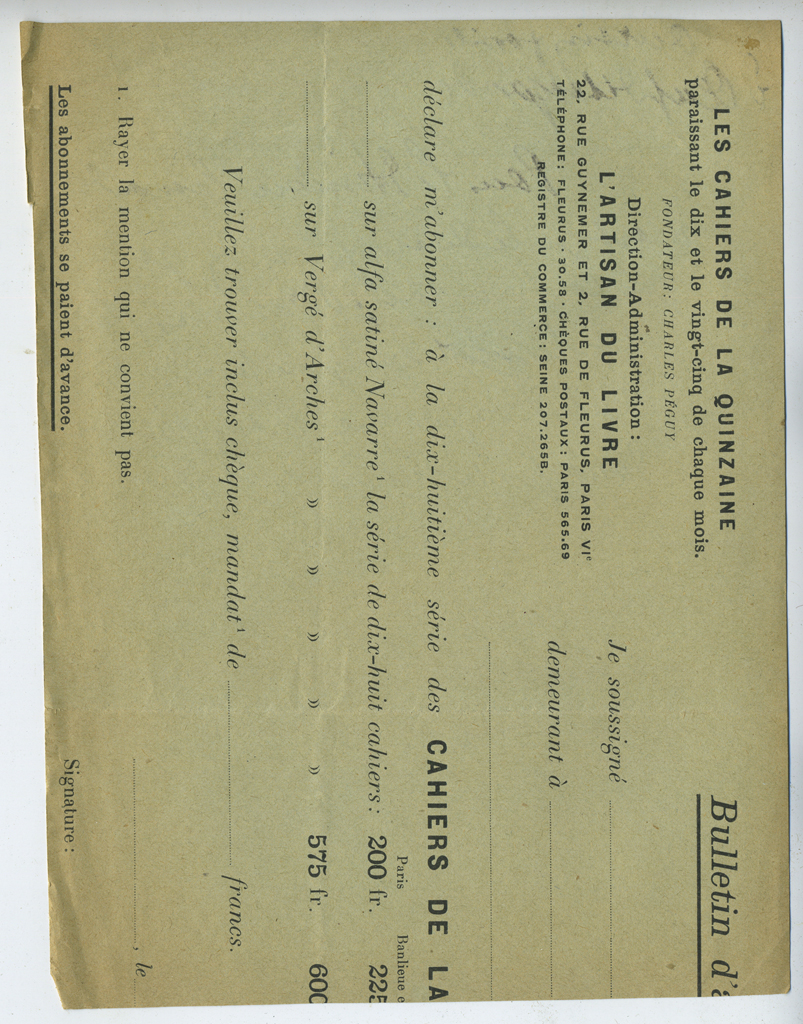 LES CAHIERS DE LA QUINZAINE
paraissant le dix et le vingt-cinq de chaque mois.
FONDATEUR: CHARLES PÉGUY
Direction-Administration :
L'ARTISAN DU LIVRE
22, RUE GUYNEMER ET 2, RUE DE FLEURUS, PARIS VIe
TÉLÉPHONE: FLEURUS · 30.58 · CHÈQUES POSTAUX: PARIS 565.69
REGISTRE DU COMMERCE: SEINE 207.265B.
Bulletin d'a
Je soussigné
demeurant à
déclare m'abonner : à la dix-huitième série des CAHIERS DE LA
Paris Banlieue e
sur alfa satiné Navarre¹ la série de dix-huit cahiers : 200 fr. 225
sur Vergé d'Arches¹ » » » » » 575 fr. 600
Veuillez trouver inclus chèque, mandat¹ de francs.
, le
1. Rayer la mention qui ne convient pas.
Signature :
Les abonnements se paient d'avance.